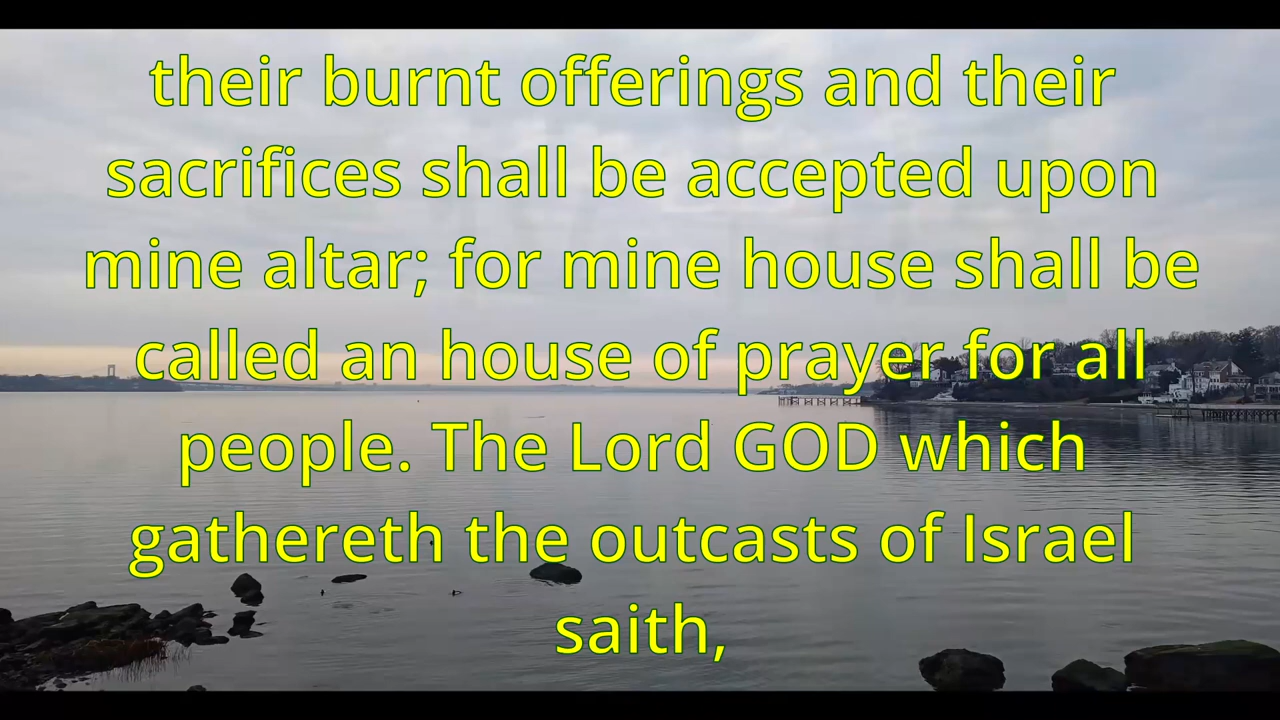 their burnt offerings and their
sacrifices shall be accepted upon
mine altar; for mine house shall be
called an house of prayer for all
people. The Lord GOD which
gathereth the outcasts of Israel
saith,